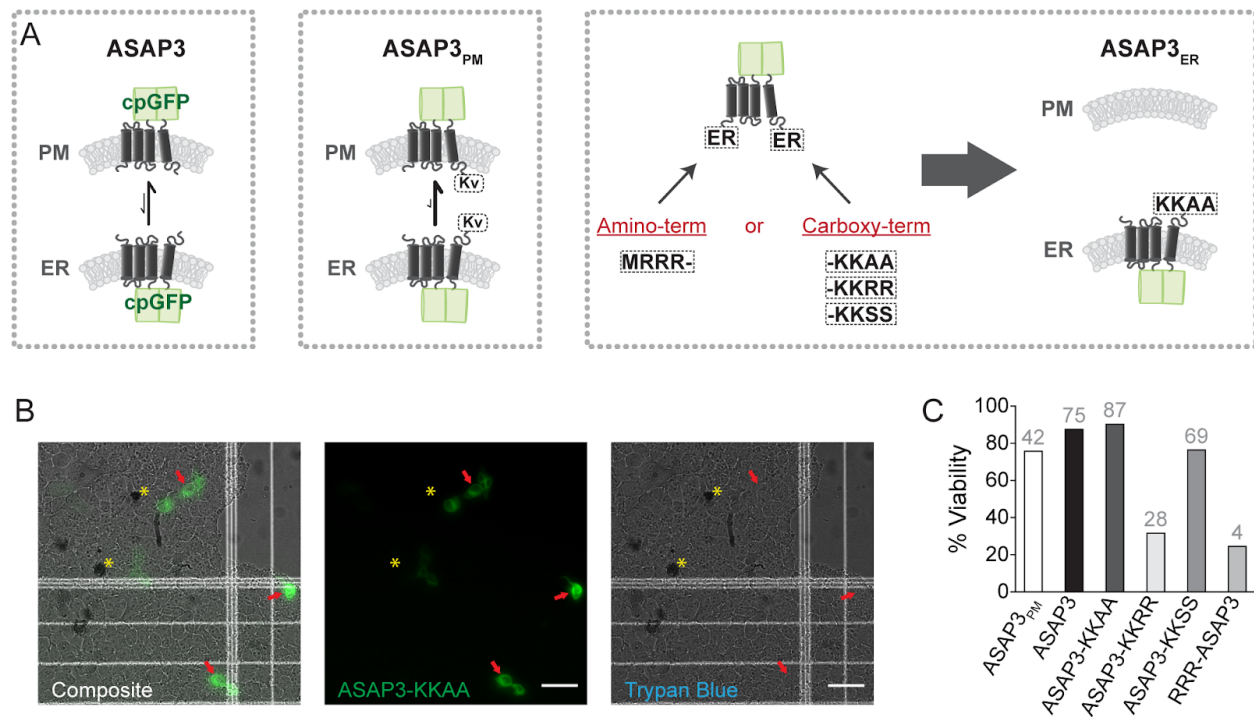 A
ASAP3
cpGFP
PM
ER
cpGFP
ASAP3PM
PM
Kv
Kv
ER
ER
ER
Amino-term or Carboxy-term
MRRR-
-KKAA
-KKRR
-KKSS
ASAP3ER
PM
KKAA
ER
B
Composite
ASAP3-KKAA
Trypan Blue
C
% Viability
100
80
60
40
20
0
42
75
87
28
69
4
ASAP3PM
ASAP3
ASAP3-KKAA
ASAP3-KKRR
ASAP3-KKSS
RRR-ASAP3